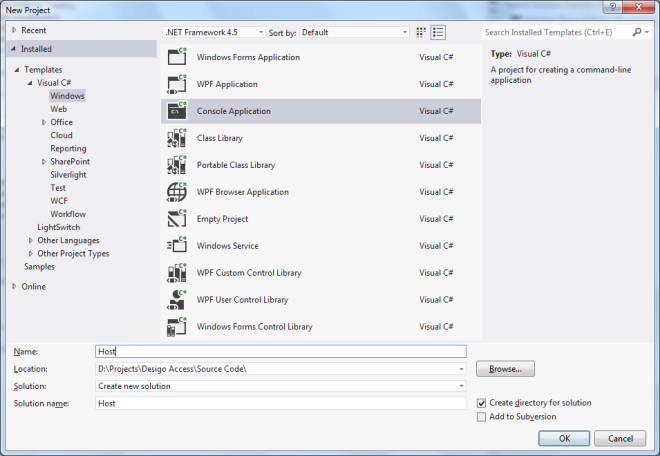 New Project
Recent
.NET Framework 4.5 Sort by: Default
Search Installed Templates (Ctrl+E)
Installed
Templates
Visual C#
Windows
Web
Office
Cloud
Reporting
SharePoint
Silverlight
Test
WCF
Workflow
LightSwitch
Other Languages
Other Project Types
Samples
Online
Windows Forms Application Visual C#
WPF Application Visual C#
Console Application Visual C#
Class Library Visual C#
Portable Class Library Visual C#
WPF Browser Application Visual C#
Empty Project Visual C#
Windows Service Visual C#
WPF Custom Control Library Visual C#
WPF User Control Library Visual C#
Windows Forms Control Library Visual C#
Type: Visual C#
A project for creating a command-line
application
Name: Host
Location: D:\Projects\Desigo Access\Source Code\
Browse...
Solution: Create new solution
Solution name: Host
Create directory for solution
Add to Subversion
OK Cancel